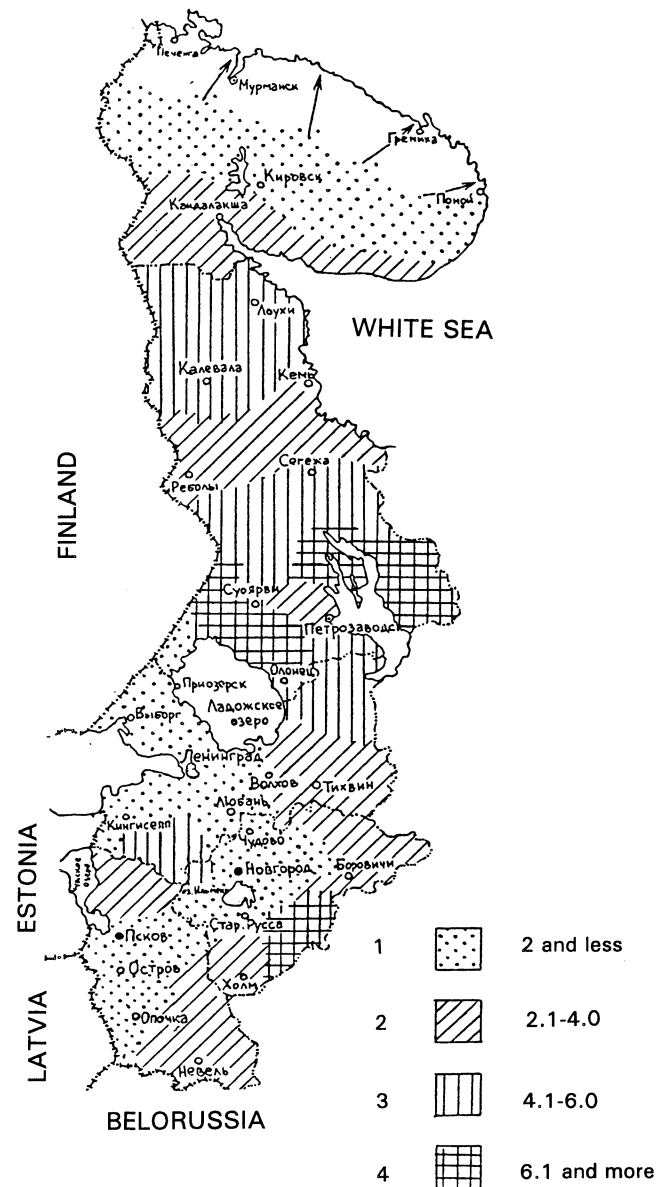 Печенга
Мурманск
Гремиха
Кировск
Поной
Кандалакша
Лоухи
WHITE SEA
Калевала
Кемь
FINLAND
Сегежа
Реболы
Суоярви
Петрозаводск
Олонец
Приозерск
Ладожское
озеро
Выборг
Ленинград
Волхов
Тихвин
Любань
Кингисепп
Чудово
ESTONIA
Новгород
Боровичи
оз. Ильмень
Стар. Русса
Псков
1 2 and less
Остров
Холм
LATVIA
Опочка
2 2.1-4.0
Невель
3 4.1-6.0
BELORUSSIA
4 6.1 and more